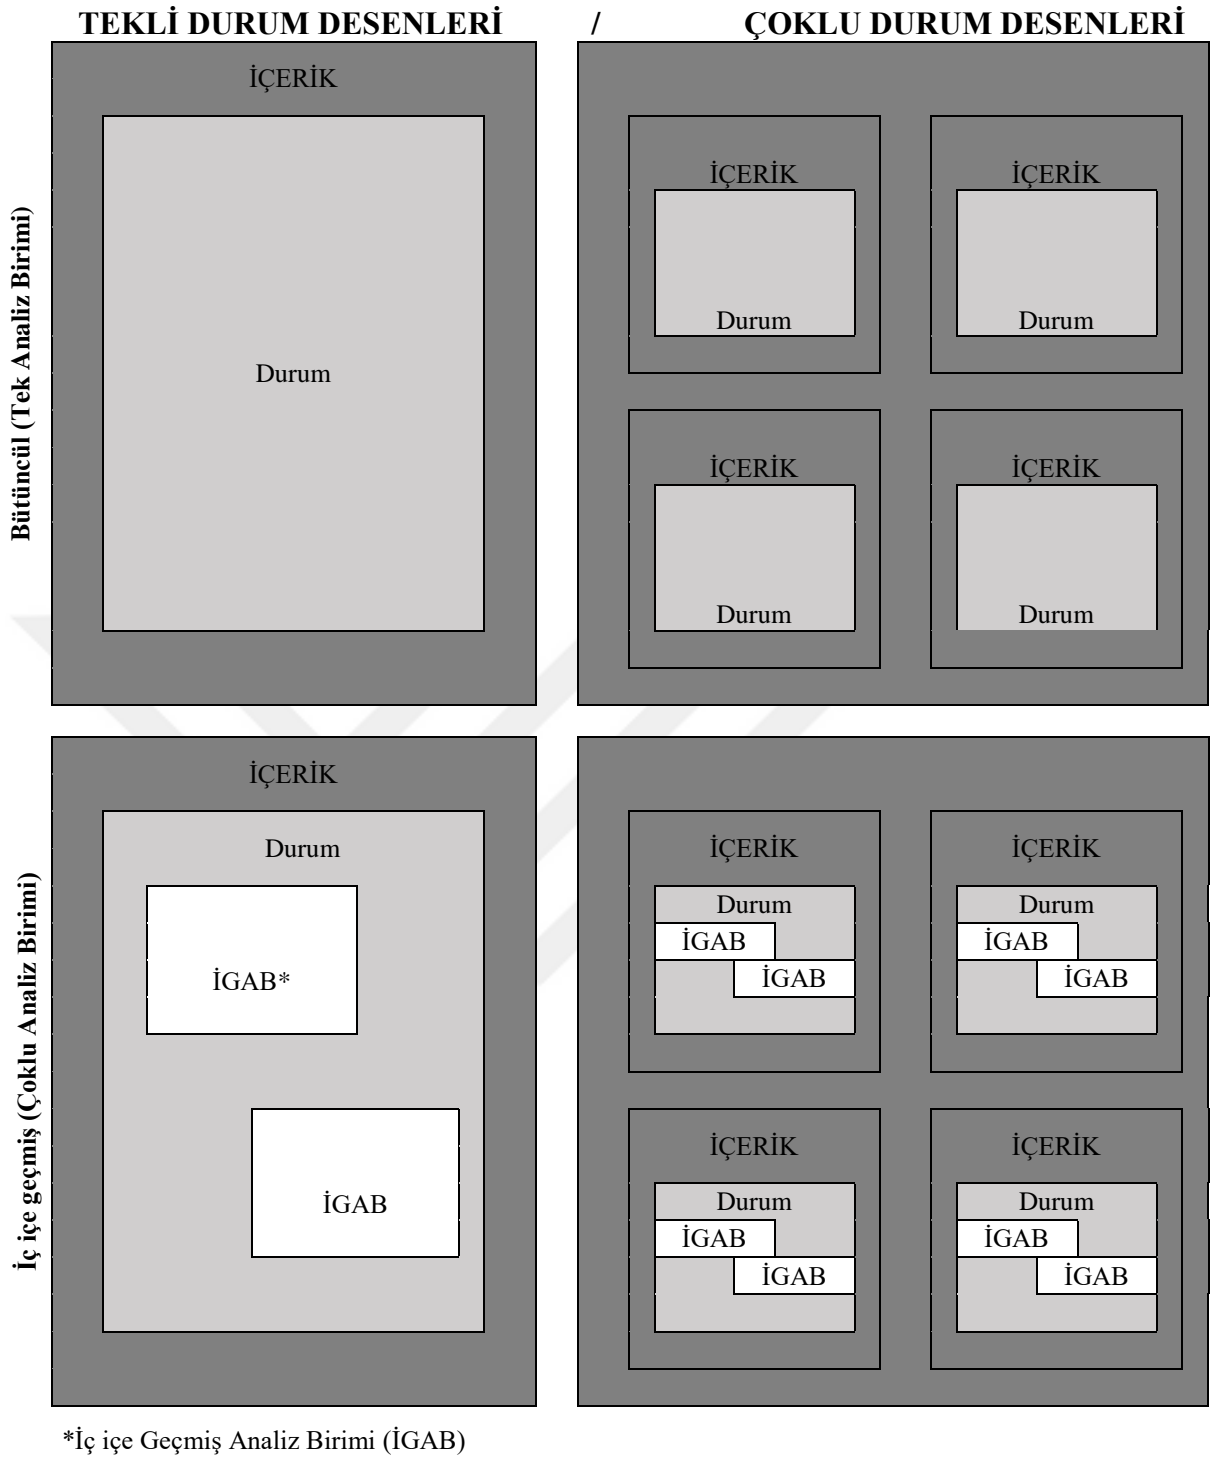 TEKLİ DURUM DESENLERİ / ÇOKLU DURUM DESENLERİ
Bütüncül (Tek Analiz Birimi)
İÇERİK
Durum
İÇERİK İÇERİK
Durum Durum
İÇERİK İÇERİK
Durum Durum
İç içe geçmiş (Çoklu Analiz Birimi)
İÇERİK
Durum
İGAB*
İGAB
İÇERİK İÇERİK
Durum Durum
İGAB İGAB
İGAB İGAB
İÇERİK İÇERİK
Durum Durum
İGAB İGAB
İGAB İGAB
*İç içe Geçmiş Analiz Birimi (İGAB)